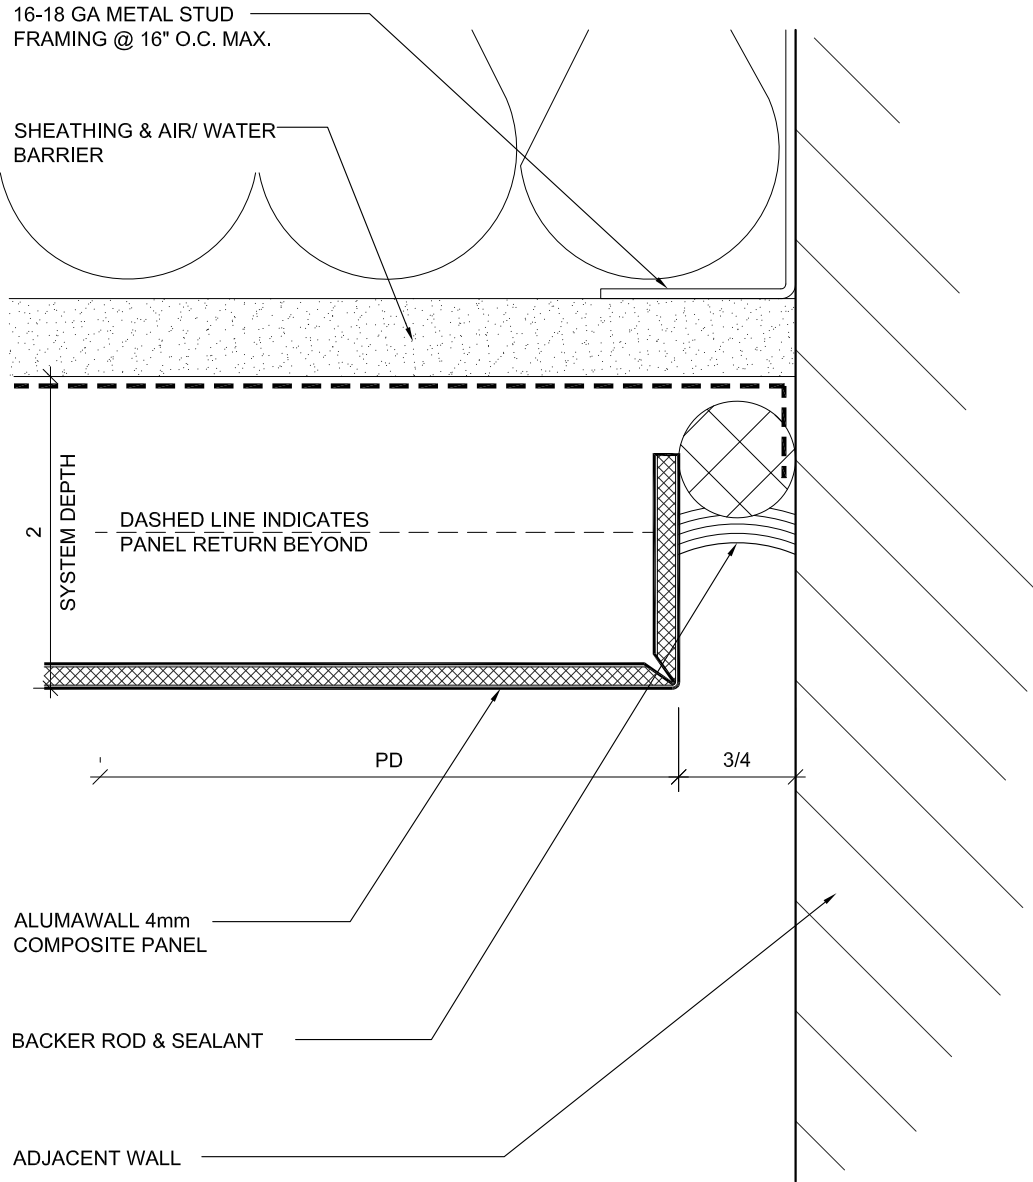 16-18 GA METAL STUD
FRAMING @ 16" O.C. MAX.
SHEATHING & AIR/ WATER
BARRIER
2
SYSTEM DEPTH
DASHED LINE INDICATES
PANEL RETURN BEYOND
PD
3/4
ALUMAWALL 4mm
COMPOSITE PANEL
BACKER ROD & SEALANT
ADJACENT WALL